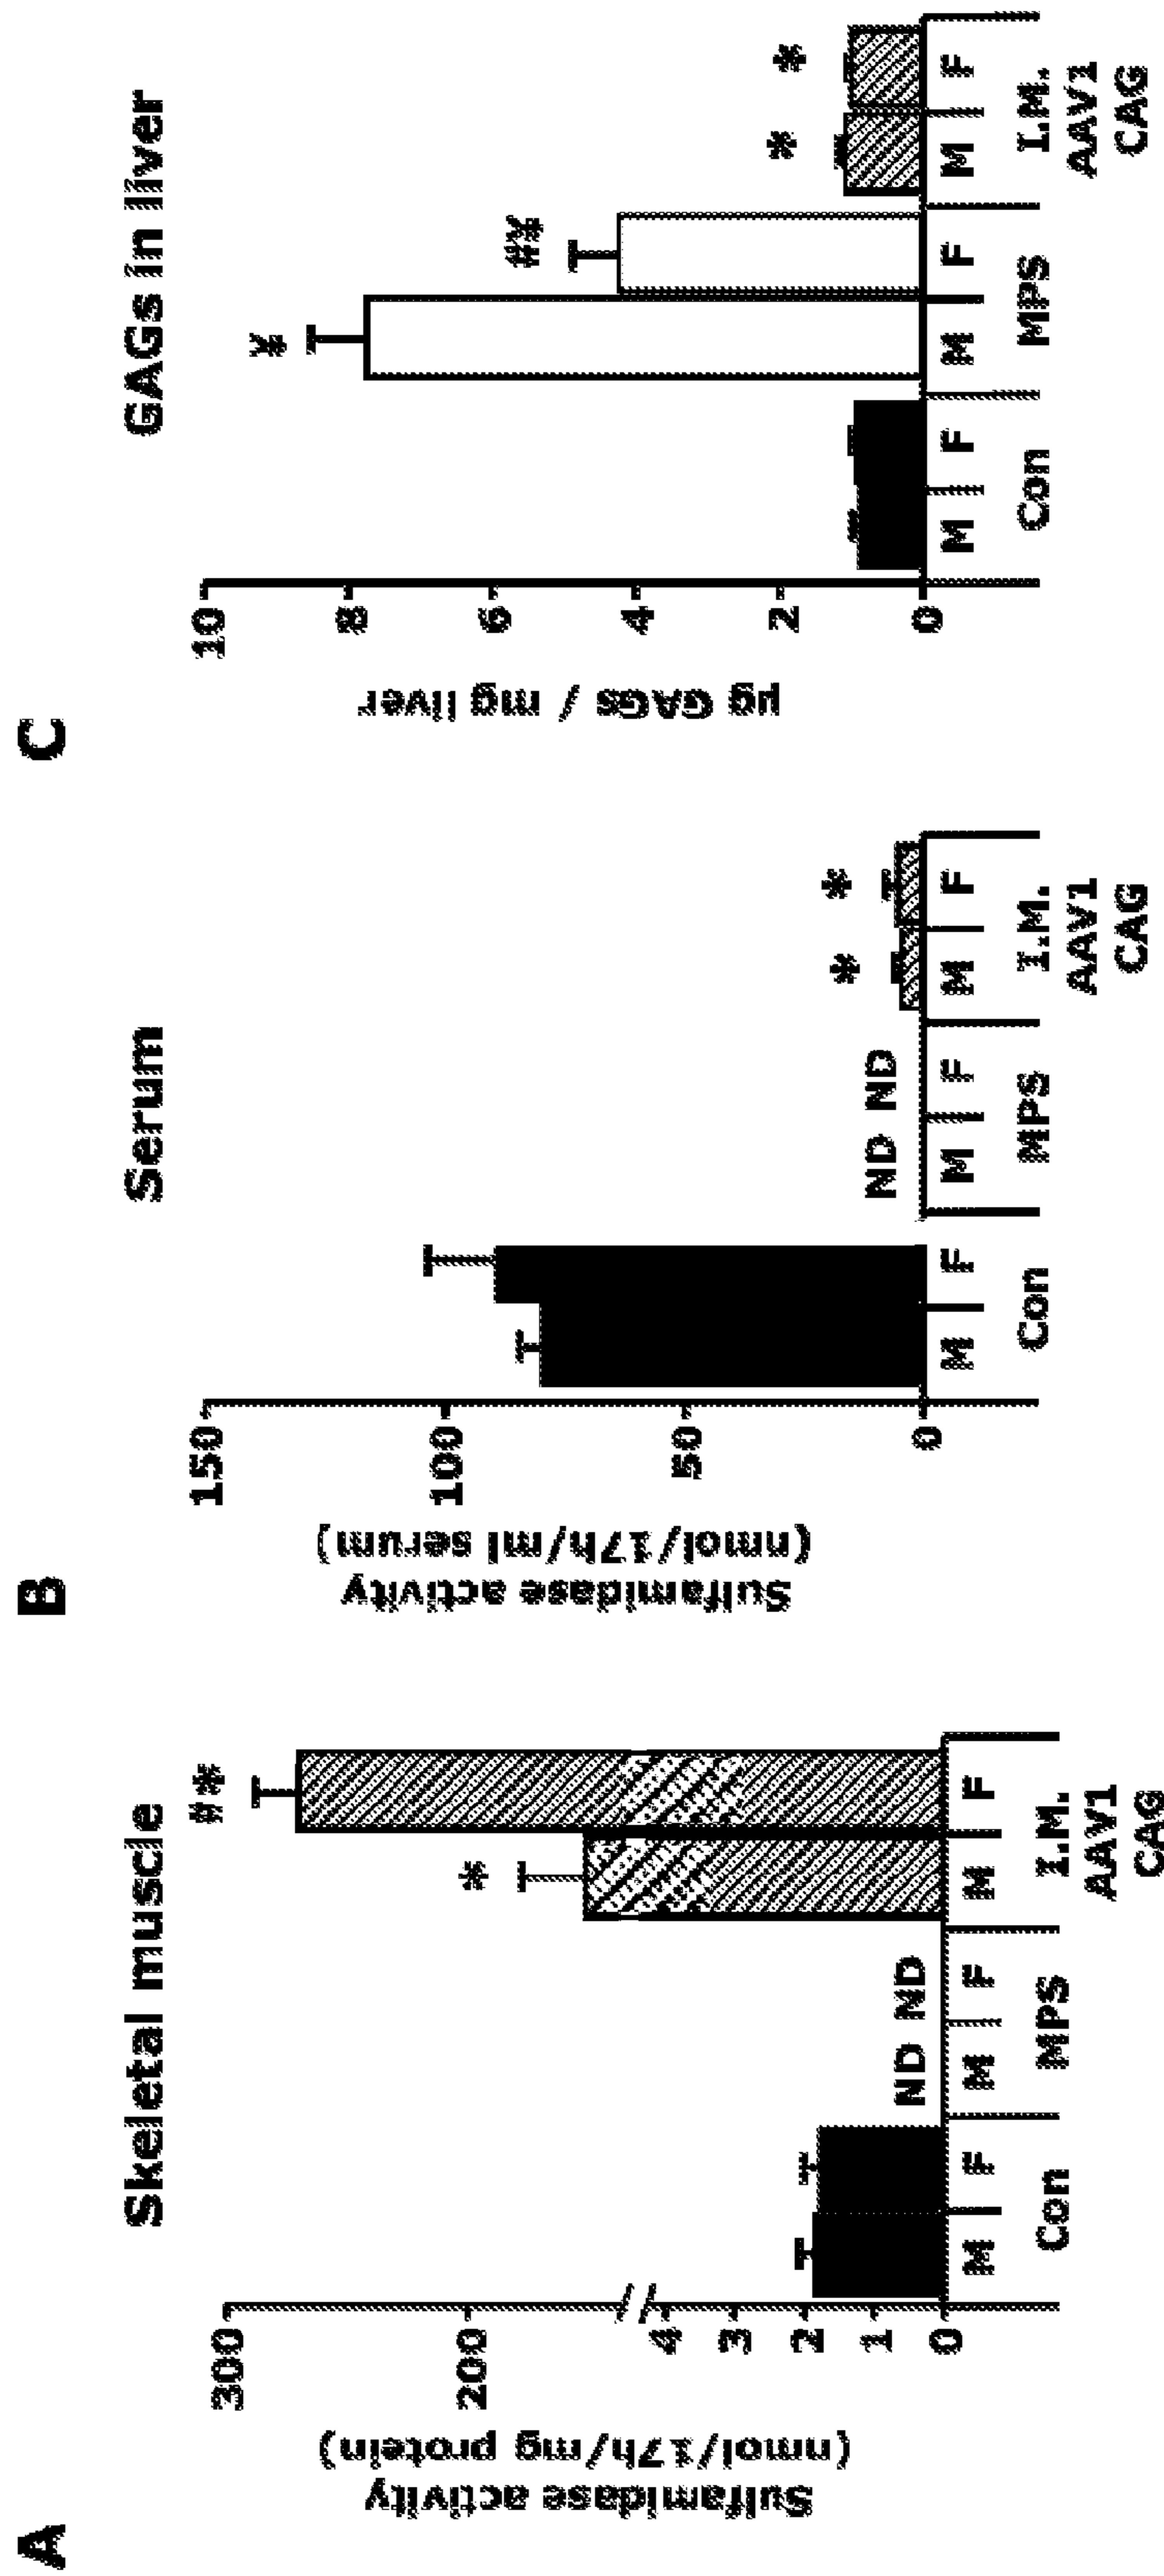 A
Skeletal muscle
Sulfamidase activity
(nmol/17h/mg protein)
300
200
4
3
2
1
0
ND ND
*
#*
M F M F M F
Con MPS I.M.
AAV1
CAG
B
Serum
Sulfamidase activity
(nmol/17h/ml serum)
150
100
50
0
ND ND
*
*
M F M F M F
Con MPS I.M.
AAV1
CAG
C
GAGs in liver
µg GAGs / mg liver
10
8
6
4
2
0
¥
#¥
*
*
M F M F M F
Con MPS I.M.
AAV1
CAG